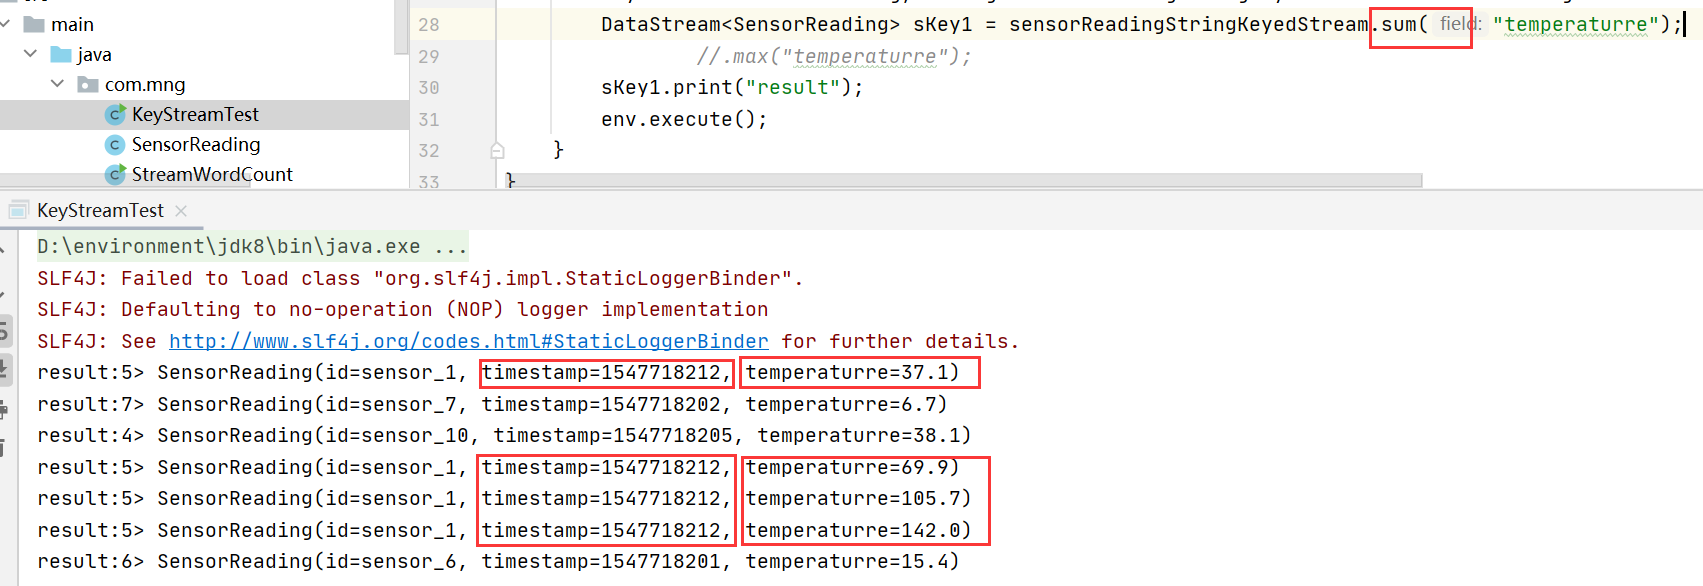 main
java
com.mng
KeyStreamTest
SensorReading
StreamWordCount
28 DataStream<SensorReading> sKey1 = sensorReadingStringKeyedStream.sum( field: "temperaturre");
29 //.max("temperaturre");
30 sKey1.print("result");
31 env.execute();
32 }
33 }
KeyStreamTest ×
D:\environment\jdk8\bin\java.exe ...
SLF4J: Failed to load class "org.slf4j.impl.StaticLoggerBinder".
SLF4J: Defaulting to no-operation (NOP) logger implementation
SLF4J: See http://www.slf4j.org/codes.html#StaticLoggerBinder for further details.
result:5> SensorReading(id=sensor_1, timestamp=1547718212, temperaturre=37.1)
result:7> SensorReading(id=sensor_7, timestamp=1547718202, temperaturre=6.7)
result:4> SensorReading(id=sensor_10, timestamp=1547718205, temperaturre=38.1)
result:5> SensorReading(id=sensor_1, timestamp=1547718212, temperaturre=69.9)
result:5> SensorReading(id=sensor_1, timestamp=1547718212, temperaturre=105.7)
result:5> SensorReading(id=sensor_1, timestamp=1547718212, temperaturre=142.0)
result:6> SensorReading(id=sensor_6, timestamp=1547718201, temperaturre=15.4)